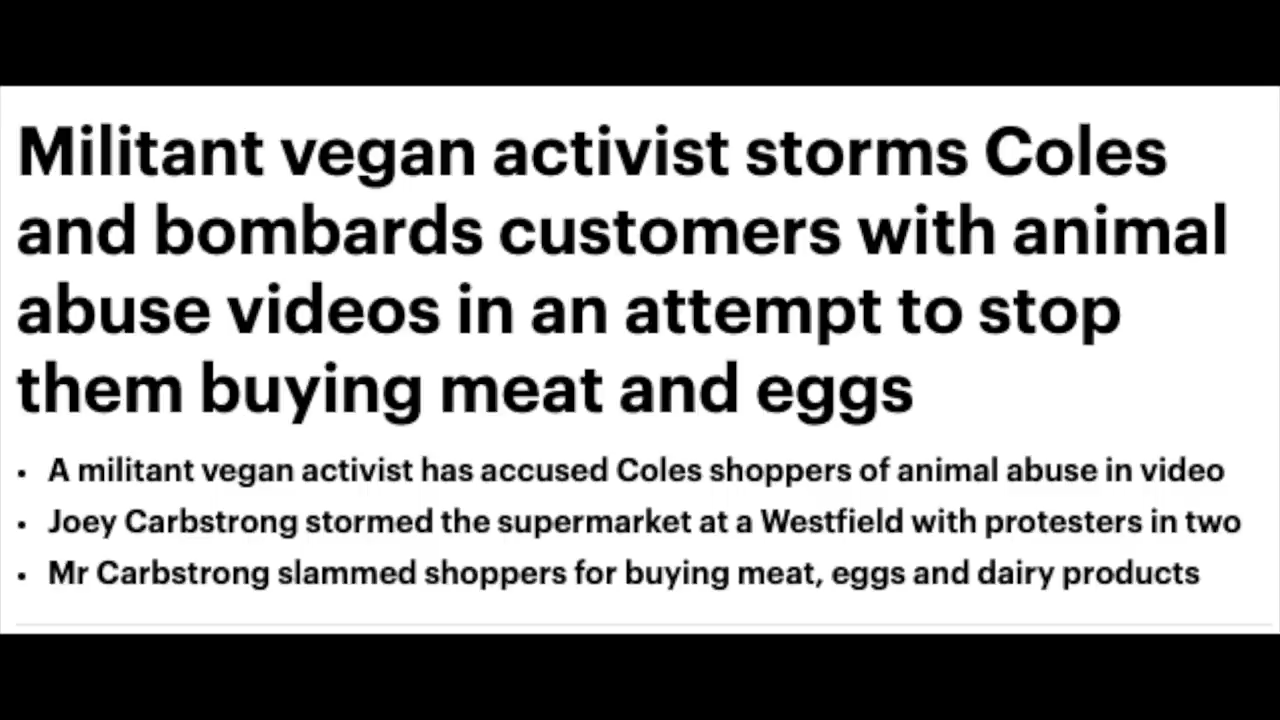 Militant vegan activist storms Coles
and bombards customers with animal
abuse videos in an attempt to stop
them buying meat and eggs
• A militant vegan activist has accused Coles shoppers of animal abuse in video
• Joey Carbstrong stormed the supermarket at a Westfield with protesters in two
• Mr Carbstrong slammed shoppers for buying meat, eggs and dairy products